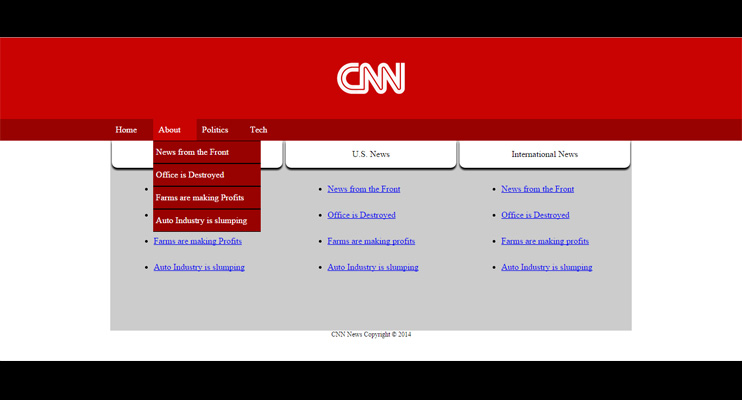 CNN
Home About Politics Tech
News from the Front
Office is Destroyed
Farms are making Profits
Auto Industry is slumping
U.S. News
International News
Farms are making Profits
Auto Industry is slumping
News from the Front
Office is Destroyed
Farms are making profits
Auto Industry is slumping
News from the Front
Office is Destroyed
Farms are making profits
Auto Industry is slumping
CNN News Copyright © 2014